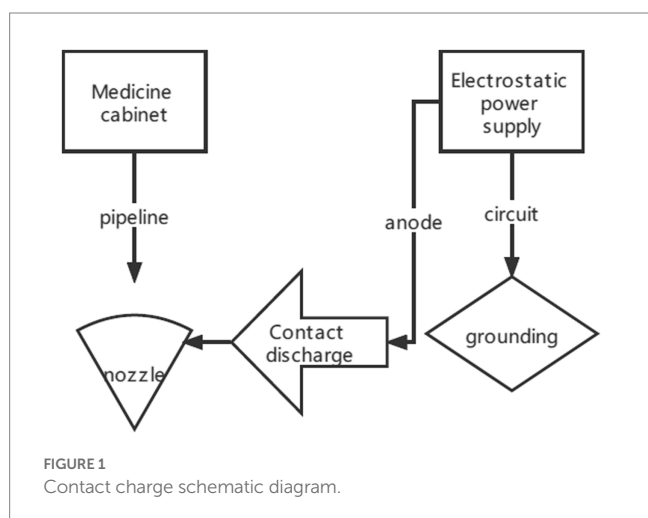 Medicine
cabinet
Electrostatic
power
supply
pipeline
anode
circuit
Contact
discharge
grounding
nozzle
FIGURE 1
Contact charge schematic diagram.